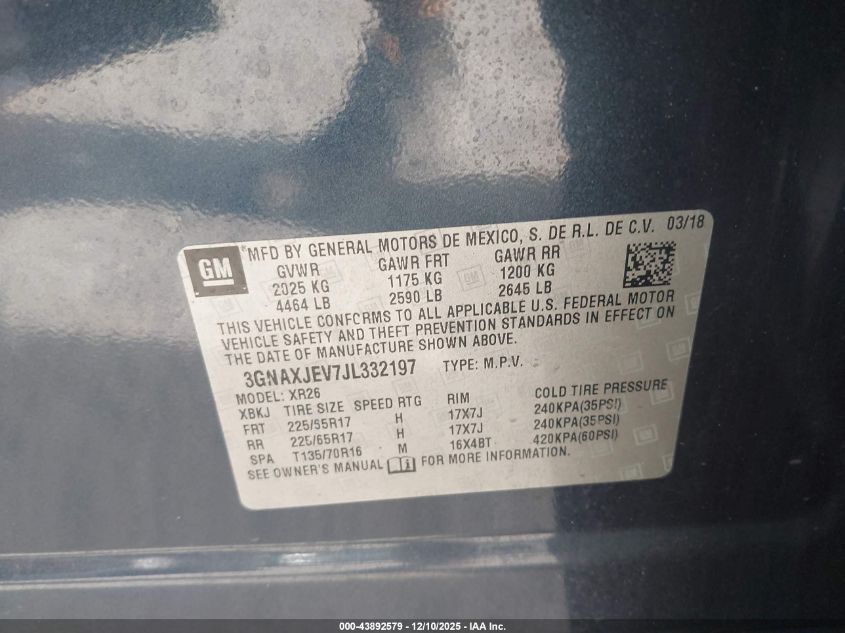 GM
MFD BY GENERAL MOTORS DE MEXICO, S. DE R.L. DE C.V. 03/18
GVWR GAWR FRT GAWR RR
2025 KG 1175 KG 1200 KG
4464 LB 2590 LB 2645 LB
THIS VEHICLE CONFORMS TO ALL APPLICABLE U.S. FEDERAL MOTOR
VEHICLE SAFETY AND THEFT PREVENTION STANDARDS IN EFFECT ON
THE DATE OF MANUFACTURE SHOWN ABOVE.
3GNAXJEV7JL332197 TYPE: M.P.V.
MODEL: XR26
XBKJ TIRE SIZE SPEED RTG RIM COLD TIRE PRESSURE
FRT 225/65R17 H 17X7J 240KPA(35PSI)
RR 225/65R17 H 17X7J 240KPA(35PSI)
SPA T135/70R16 M 16X4BT 420KPA(60PSI)
SEE OWNER'S MANUAL FOR MORE INFORMATION.
000-43892579 - 12/10/2025 - IAA Inc.